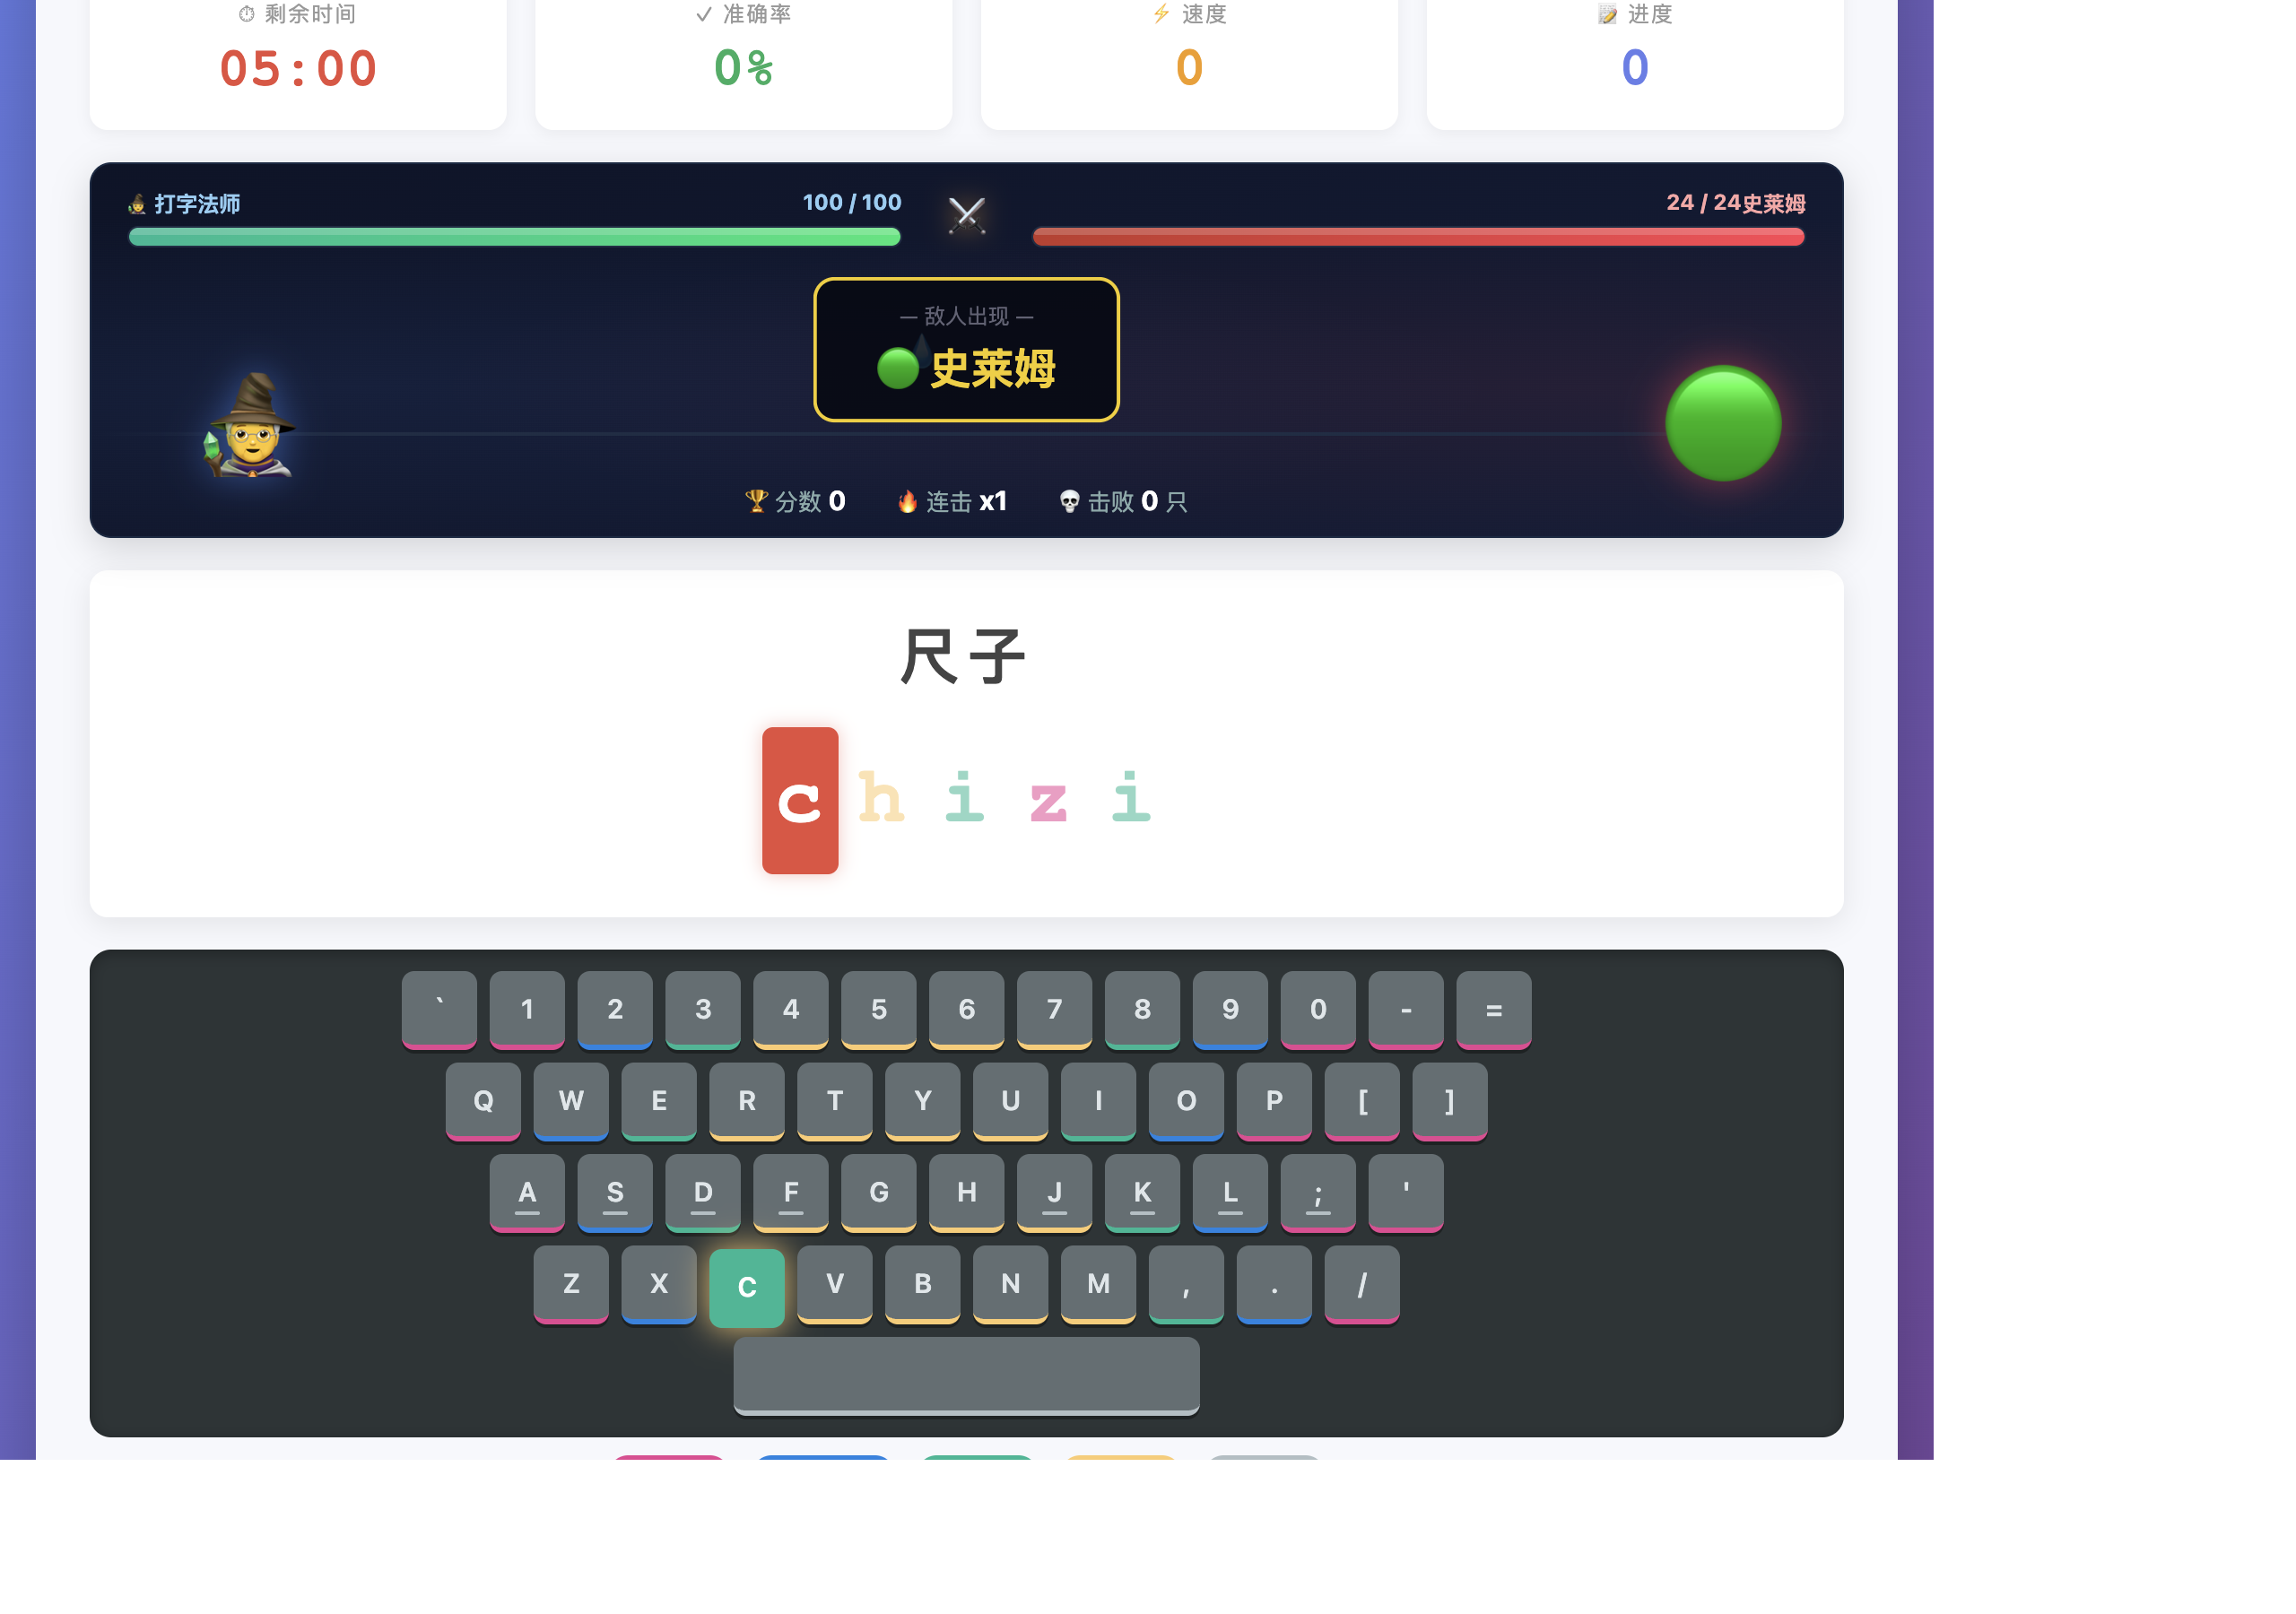 剩余时间
05:00
准确率
0%
速度
0
进度
0
打字法师
100 / 100
24 / 24史莱姆
— 敌人出现 —
史莱姆
分数 0
连击 x1
击败 0 只
尺子
c h i z i
` 1 2 3 4 5 6 7 8 9 0 - =
Q W E R T Y U I O P [ ]
A S D F G H J K L ; '
Z X C V B N M , . /